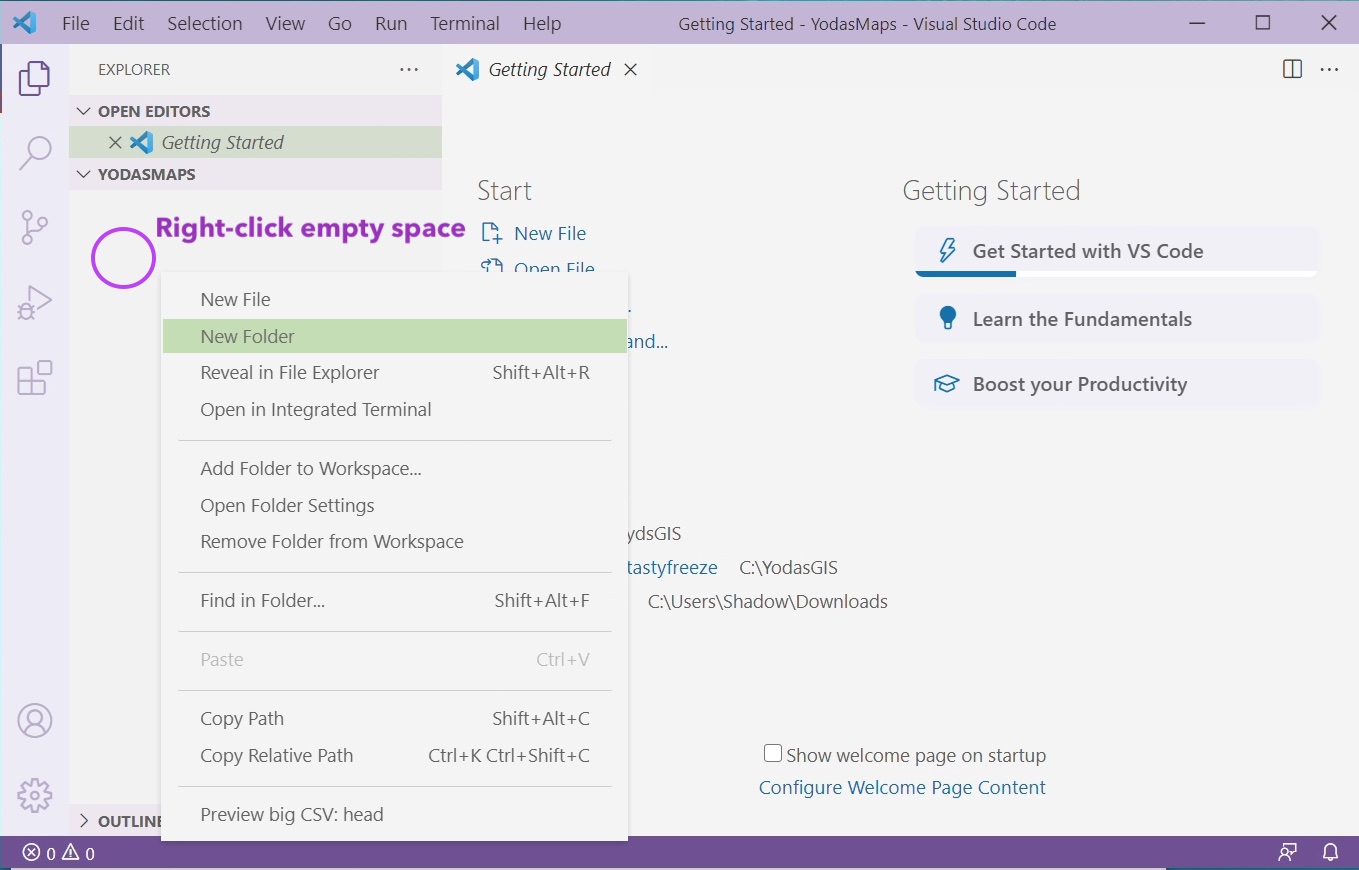 File Edit Selection View Go Run Terminal Help Getting Started - YodasMaps - Visual Studio Code
EXPLORER
Getting Started
OPEN EDITORS
Getting Started
YODASMAPS
Right-click empty space
Start
New File
Open File
and...
ydsGIS
tastyfreeze C:\YodasGIS
C:\Users\Shadow\Downloads
Getting Started
Get Started with VS Code
Learn the Fundamentals
Boost your Productivity
New File
New Folder
Reveal in File Explorer Shift+Alt+R
Open in Integrated Terminal
Add Folder to Workspace...
Open Folder Settings
Remove Folder from Workspace
Find in Folder... Shift+Alt+F
Paste Ctrl+V
Copy Path Shift+Alt+C
Copy Relative Path Ctrl+K Ctrl+Shift+C
Preview big CSV: head
Show welcome page on startup
Configure Welcome Page Content
OUTLINE
0 0